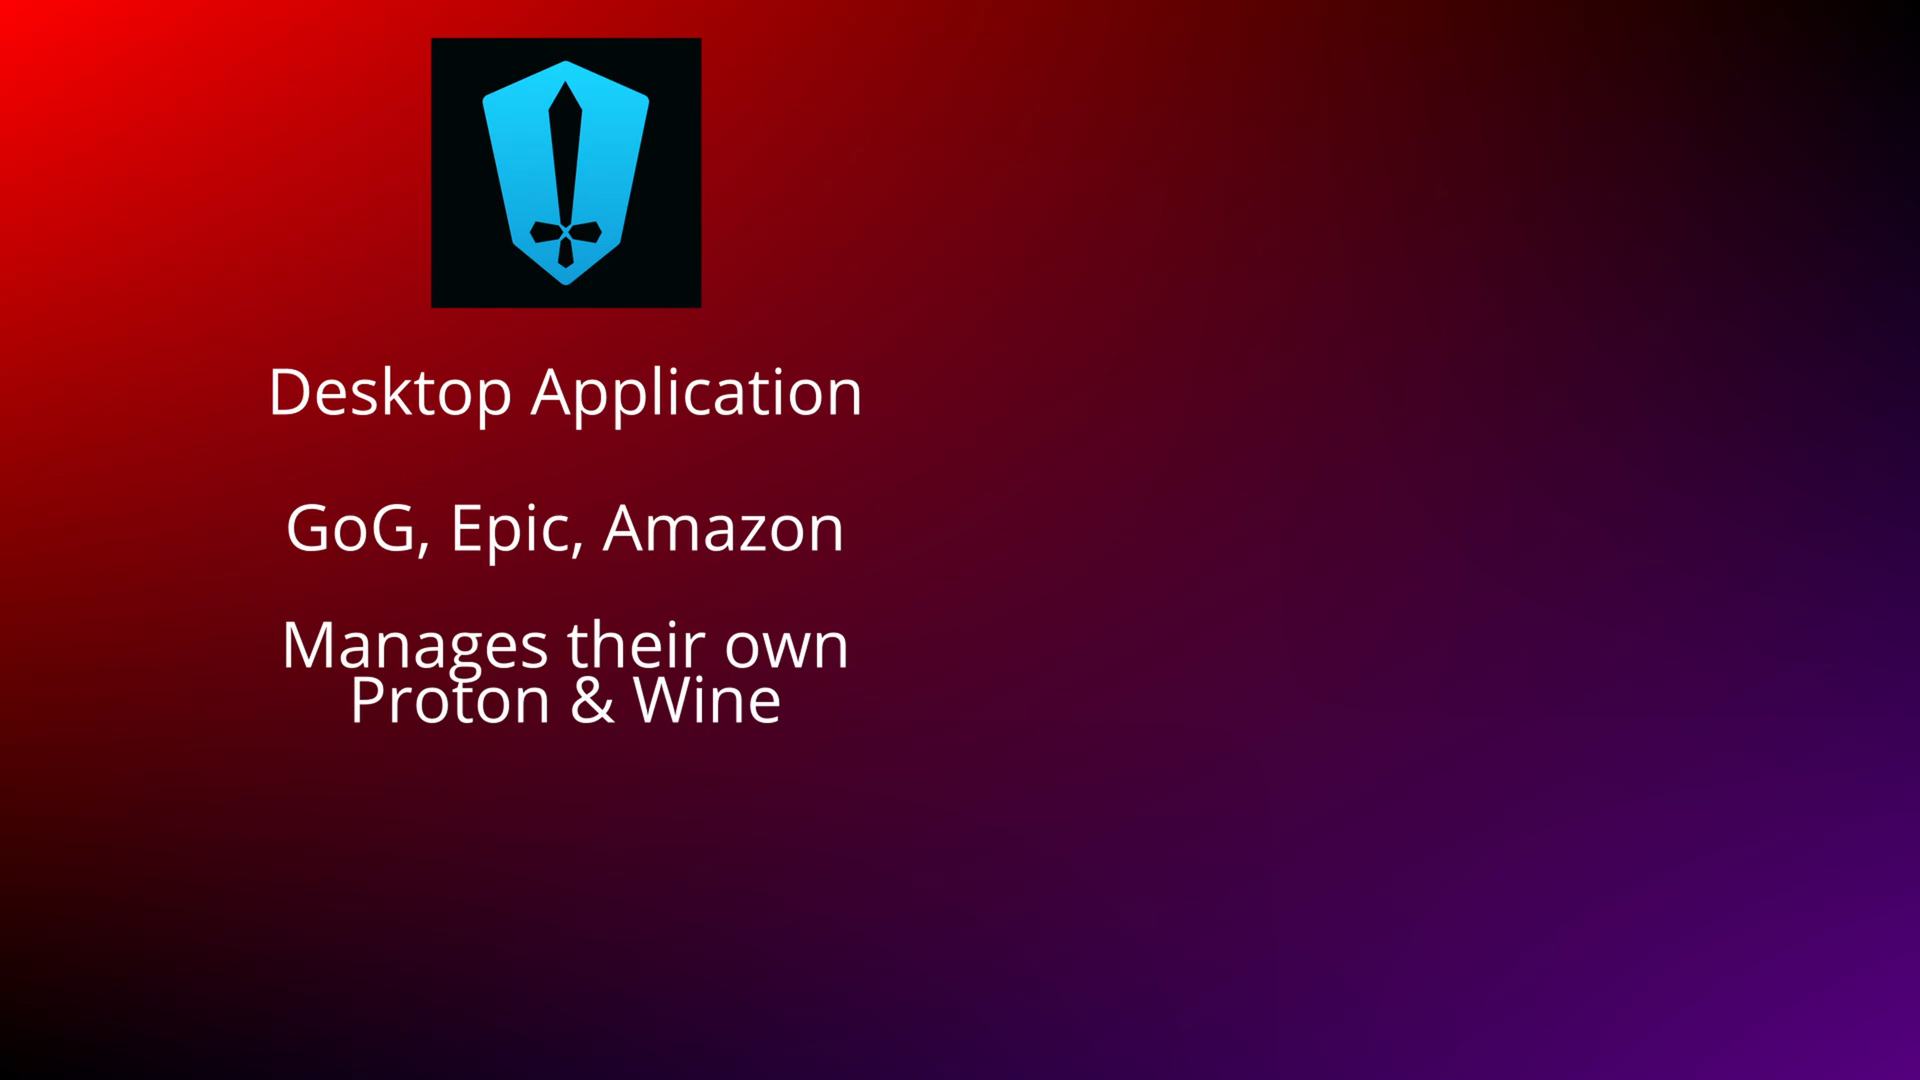 Desktop Application
GoG, Epic, Amazon
Manages their own
Proton & Wine